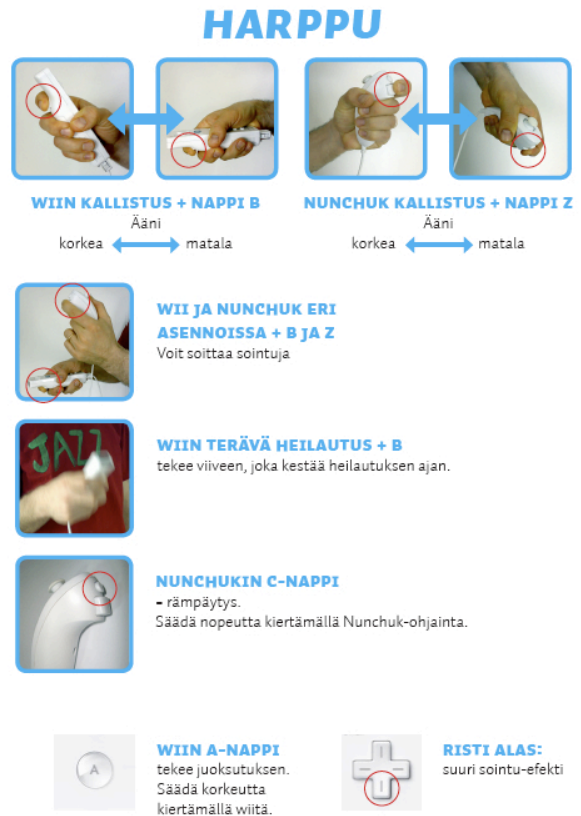 HARPPU
WIIN KALLISTUS + NAPPI B
Ääni
korkea matala
NUNCHUK KALLISTUS + NAPPI Z
Ääni
korkea matala
WII JA NUNCHUK ERI
ASENNOISSA + B JA Z
Voit soittaa sointuja
JAZZ
WIIN TERÄVÄ HEILAUTUS + B
tekee viiveen, joka kestää heilautuksen ajan.
NUNCHUKIN C-NAPPI
- rämpäytys.
Säädä nopeutta kiertämällä Nunchuk-ohjainta.
A
WIIN A-NAPPI
tekee juoksutuksen.
Säädä korkeutta
kiertämällä wiitä.
RISTI ALAS:
suuri sointu-efekti